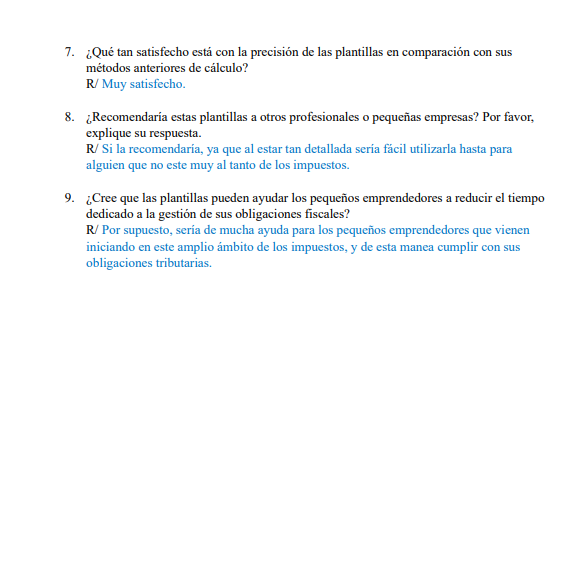 7. ¿Qué tan satisfecho está con la precisión de las plantillas en comparación con sus
métodos anteriores de cálculo?
R/ Muy satisfecho.
8. ¿Recomendaría estas plantillas a otros profesionales o pequeñas empresas? Por favor,
explique su respuesta.
R/ Si la recomendaría, ya que al estar tan detallada sería fácil utilizarla hasta para
alguien que no este muy al tanto de los impuestos.
9. ¿Cree que las plantillas pueden ayudar los pequeños emprendedores a reducir el tiempo
dedicado a la gestión de sus obligaciones fiscales?
R/ Por supuesto, sería de mucha ayuda para los pequeños emprendedores que vienen
iniciando en este amplio ámbito de los impuestos, y de esta manea cumplir con sus
obligaciones tributarias.